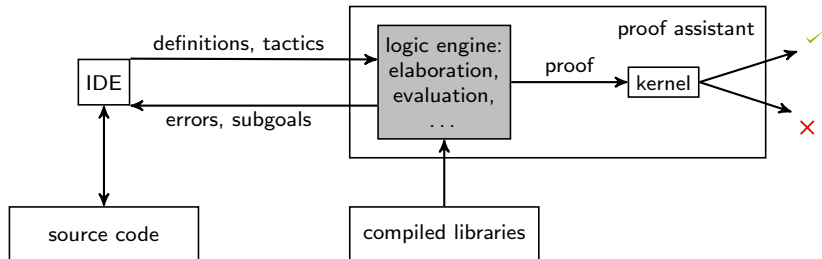 proof assistant
definitions, tactics
logic engine:
elaboration,
evaluation,
...
IDE
proof
kernel
errors, subgoals
source code
compiled libraries